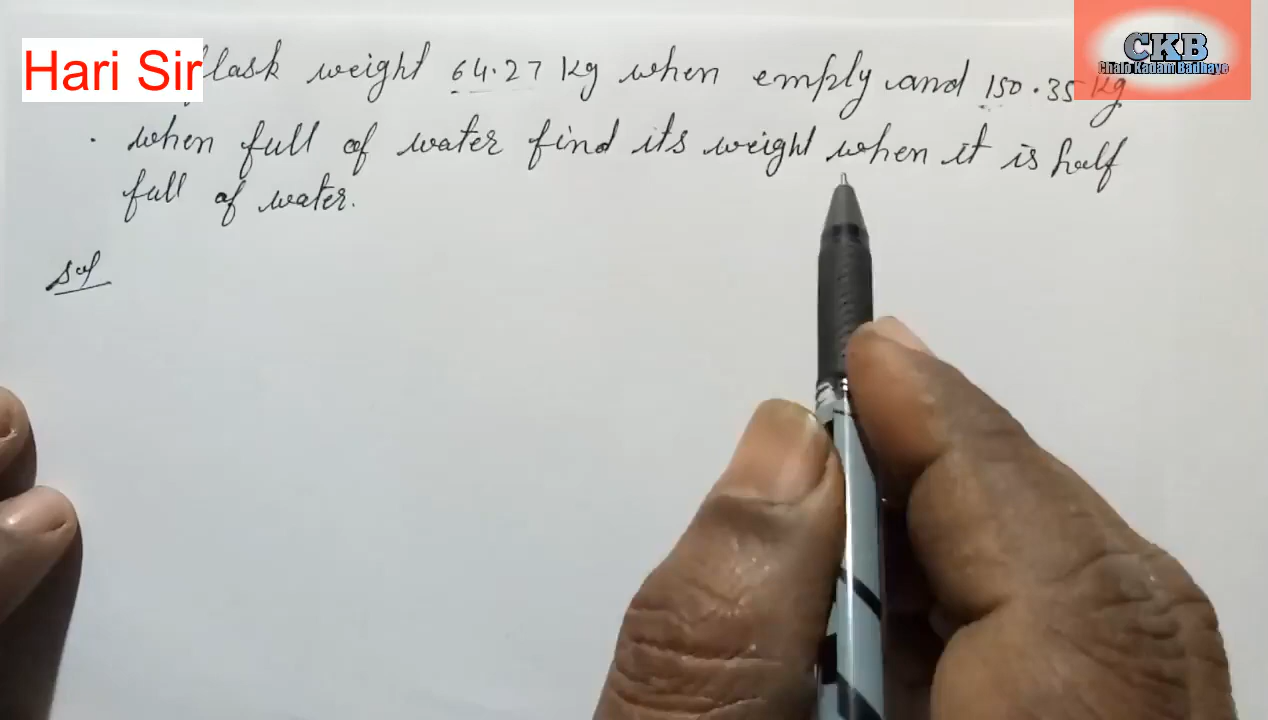 Hari Sir
CKB
Chalo Kadam Badhaye
flask weight 64.27 kg when emply and 150.35 kg
when full of water find its weight when it is half
full of water.
Sol